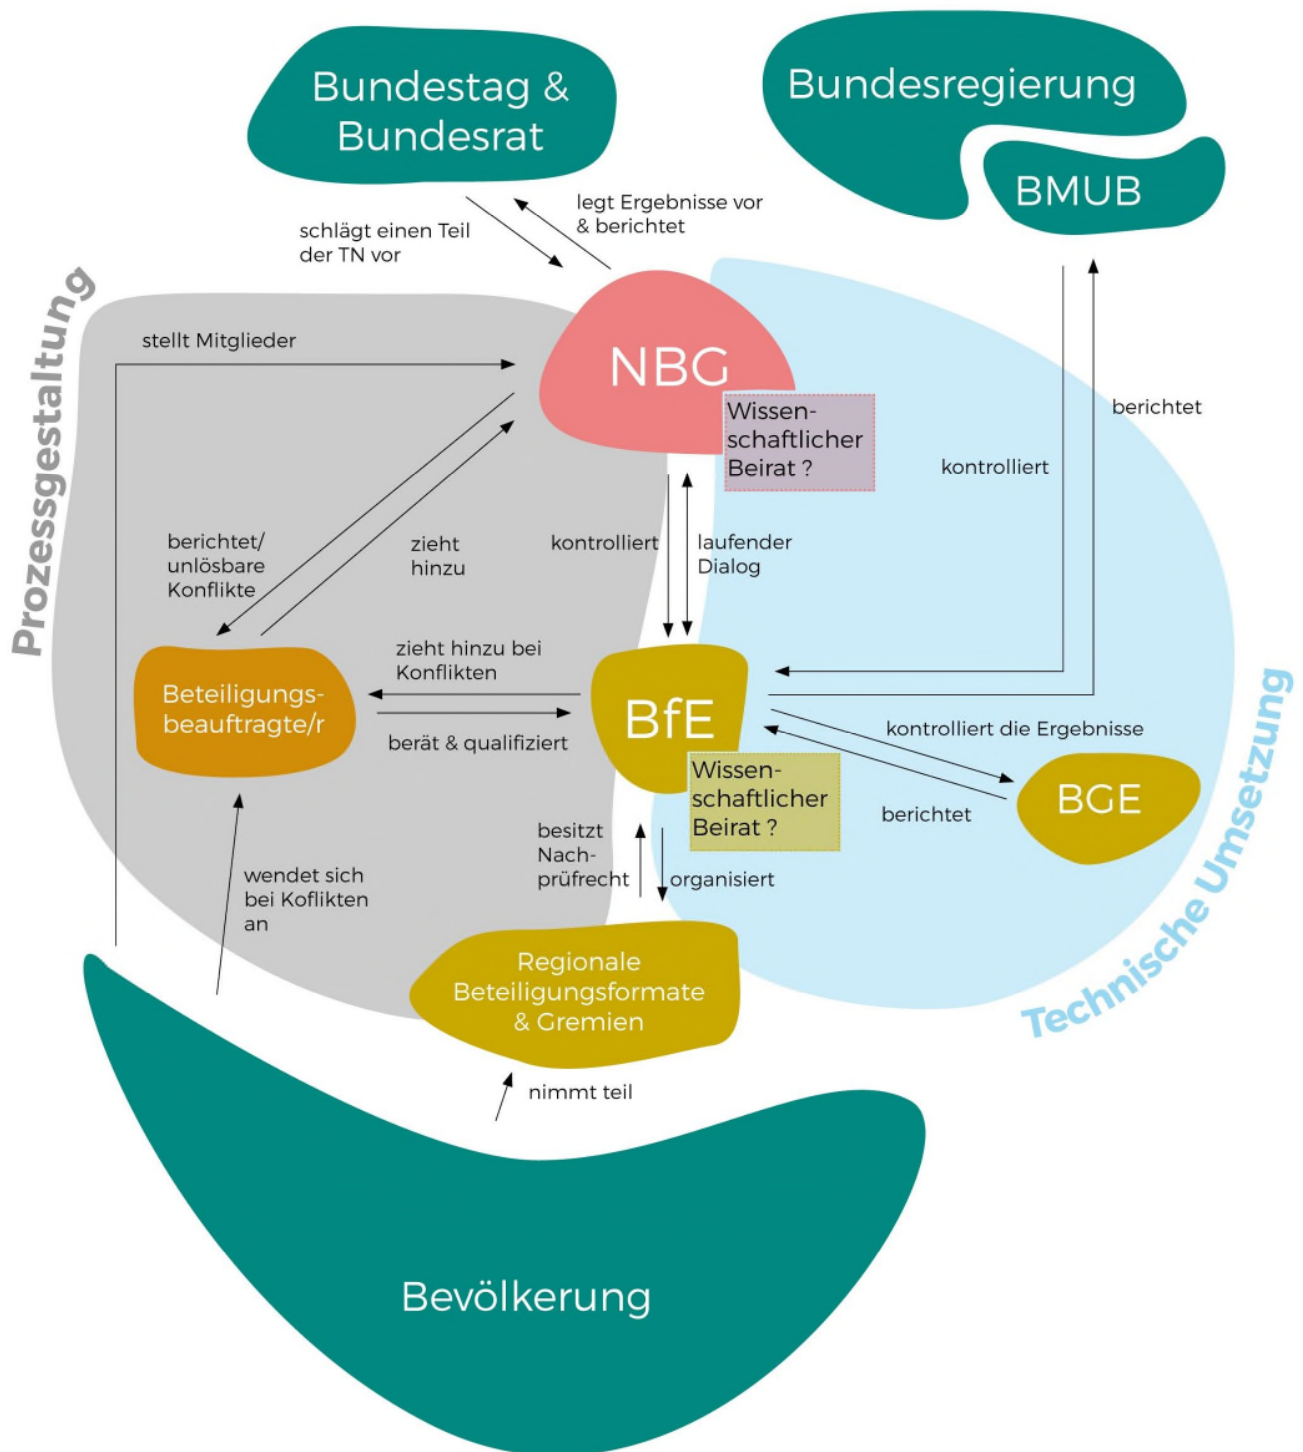 Bundestag &
Bundesrat
Bundesregierung
BMUB
legt Ergebnisse vor
& berichtet
schlägt einen Teil
der TN vor
Prozessgestaltung
stellt Mitglieder
NBG
Wissen-
schaftlicher
Beirat ?
berichtet
kontrolliert
berichtet/
unlösbare
Konflikte
zieht
hinzu
kontrolliert
laufender
Dialog
zieht hinzu bei
Konflikten
Beteiligungs-
beauftragte/r
BfE
berät & qualifiziert
kontrolliert die Ergebnisse
Wissen-
schaftlicher
Beirat ?
BGE
berichtet
Technische Umsetzung
besitzt
Nach-
prüfrecht
organisiert
wendet sich
bei Koflikten
an
Regionale
Beteiligungsformate
& Gremien
nimmt teil
Bevölkerung